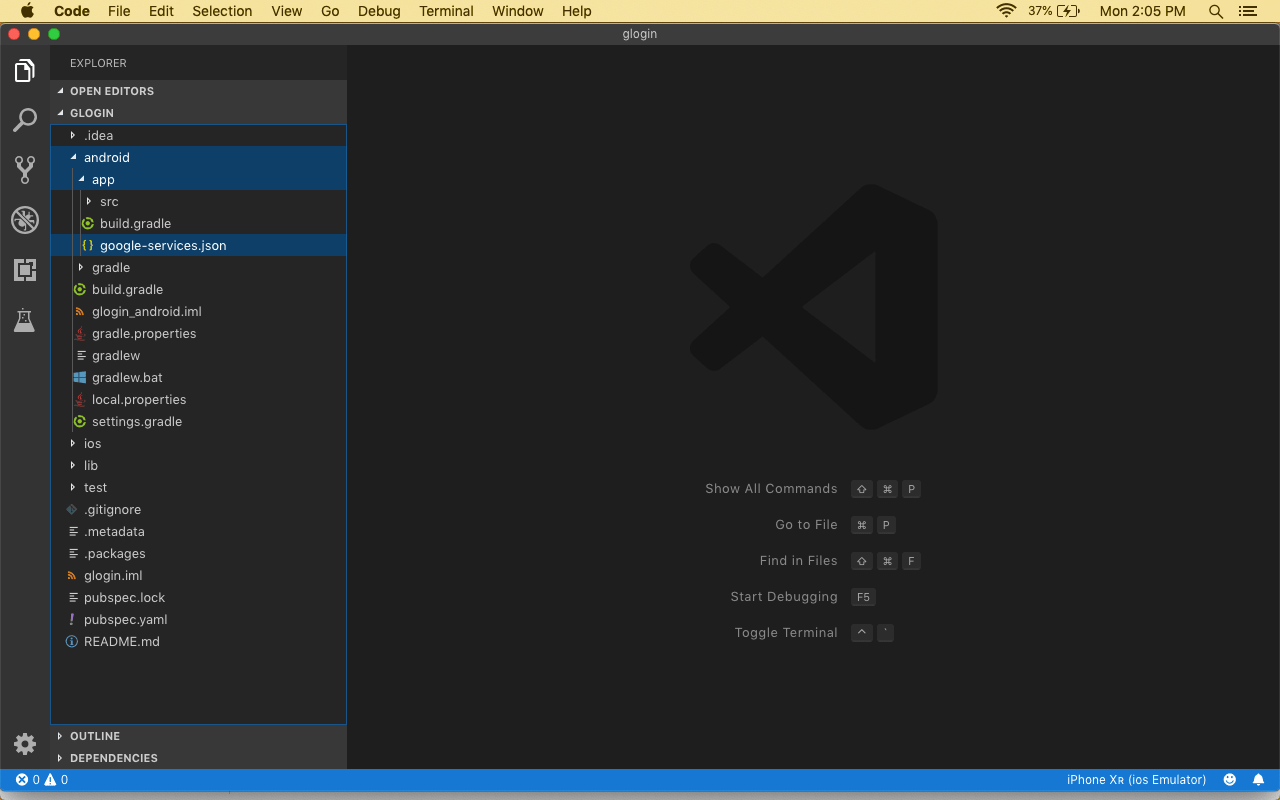 Code File Edit Selection View Go Debug Terminal Window Help 37% Mon 2:05 PM
glogin
EXPLORER
OPEN EDITORS
GLOGIN
.idea
android
app
src
build.gradle
{ } google-services.json
gradle
build.gradle
glogin_android.iml
gradle.properties
gradlew
gradlew.bat
local.properties
settings.gradle
ios
lib
test
.gitignore
.metadata
.packages
glogin.iml
pubspec.lock
! pubspec.yaml
README.md
Show All Commands ⇧ ⌘ P
Go to File ⌘ P
Find in Files ⇧ ⌘ F
Start Debugging F5
Toggle Terminal ^ `
OUTLINE
DEPENDENCIES
0 0 iPhone Xʀ (ios Emulator)